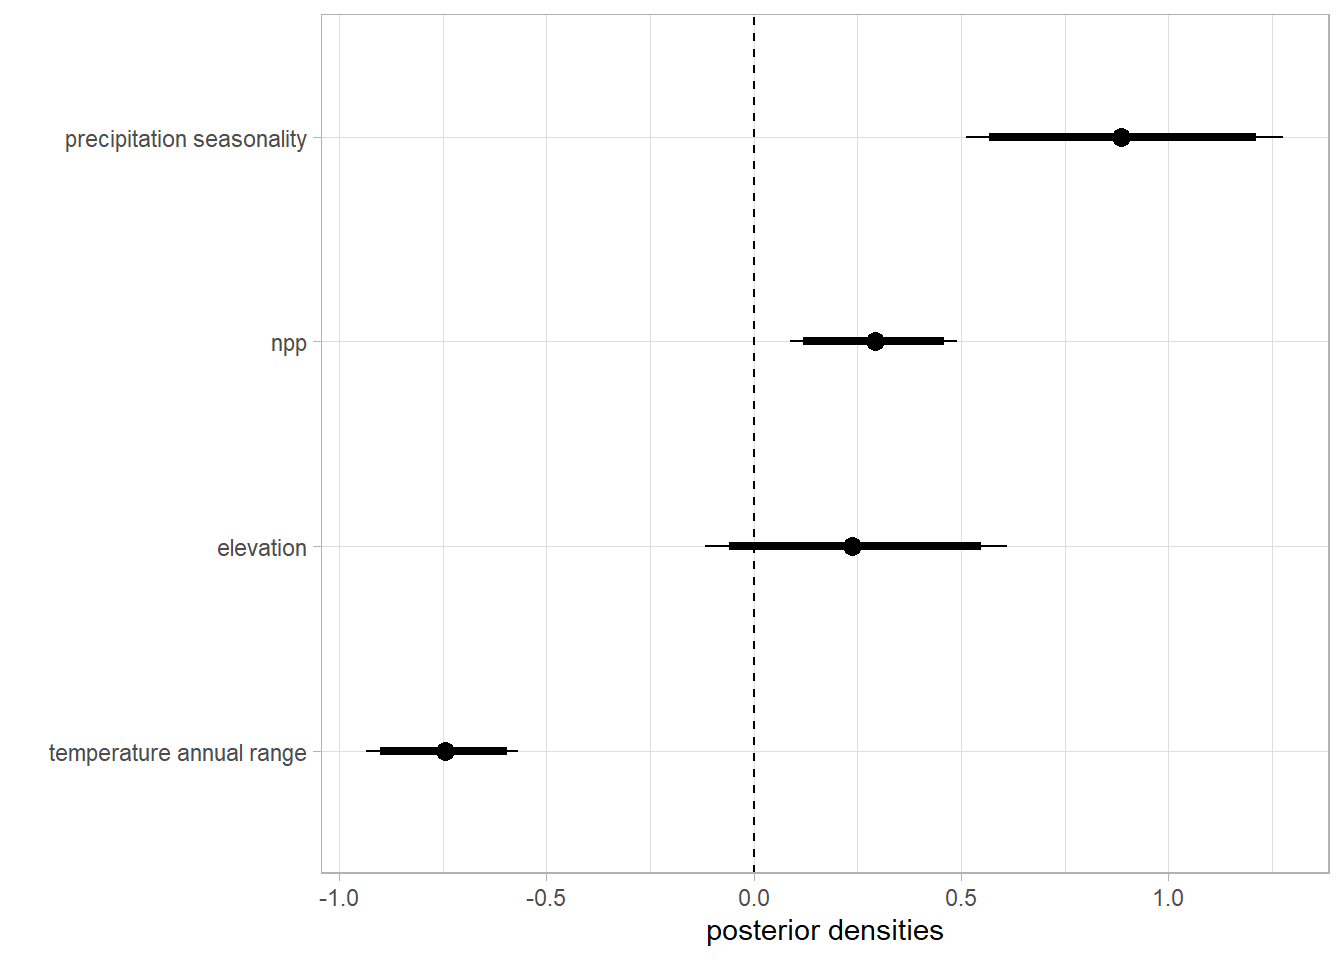 precipitation seasonality
npp
elevation
temperature annual range
-1.0 -0.5 0.0 0.5 1.0
posterior densities